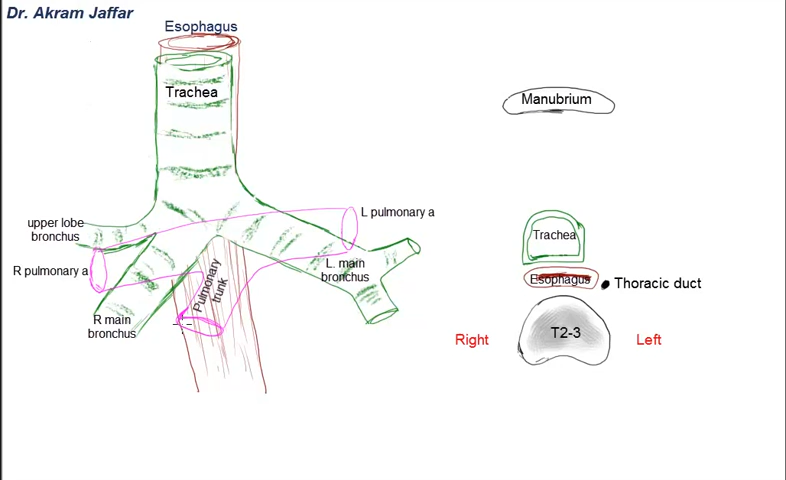 Dr. Akram Jaffar
Esophagus
Trachea
upper lobe
bronchus
R pulmonary a
R main
bronchus
Pulmonary
trunk
L pulmonary a
L. main
bronchus
Manubrium
Trachea
Esophagus
Thoracic duct
T2-3
Right
Left